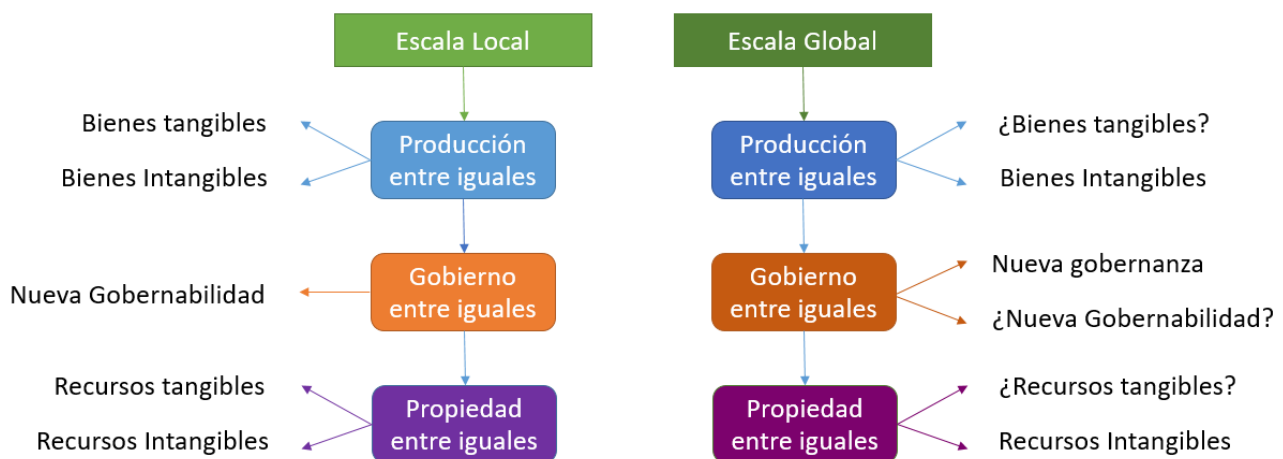 Escala Local
Escala Global
Bienes tangibles
Producción
entre iguales
Bienes Intangibles
Producción
entre iguales
¿Bienes tangibles?
Bienes Intangibles
Nueva Gobernabilidad
Gobierno
entre iguales
Gobierno
entre iguales
Nueva gobernanza
¿Nueva Gobernabilidad?
Recursos tangibles
Propiedad
entre iguales
Recursos Intangibles
Propiedad
entre iguales
¿Recursos tangibles?
Recursos Intangibles